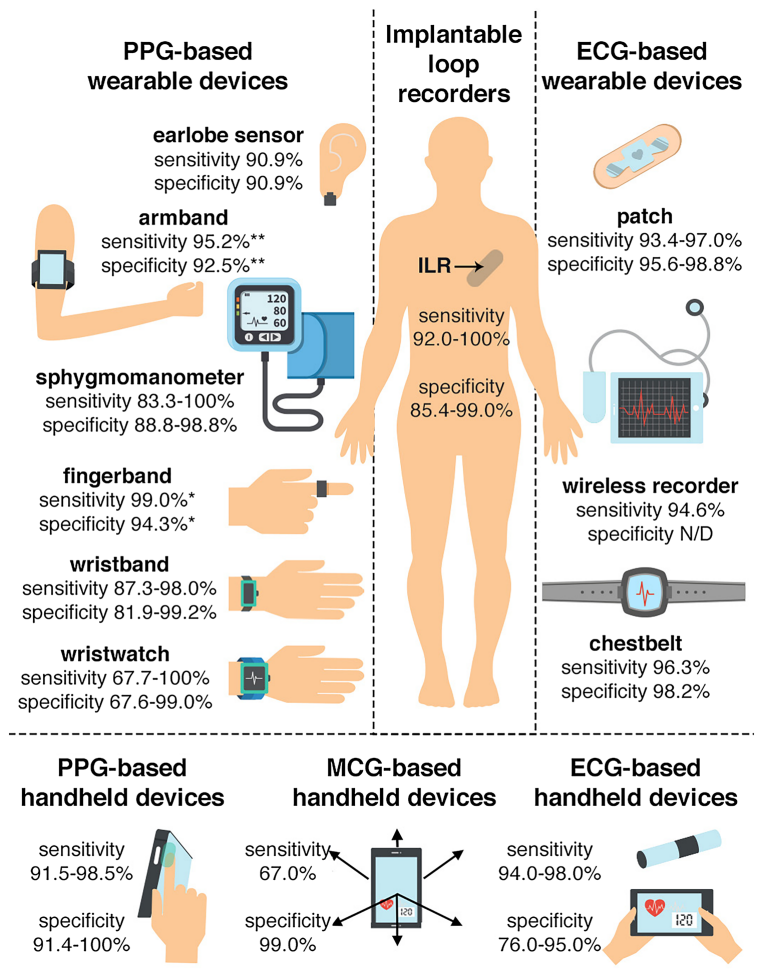 PPG-based
wearable devices
earlobe sensor
sensitivity 90.9%
specificity 90.9%
armband
sensitivity 95.2%**
specificity 92.5%**
120
80
60
sphygmomanometer
sensitivity 83.3-100%
specificity 88.8-98.8%
fingerband
sensitivity 99.0%*
specificity 94.3%*
wristband
sensitivity 87.3-98.0%
specificity 81.9-99.2%
wristwatch
sensitivity 67.7-100%
specificity 67.6-99.0%
Implantable
loop
recorders
ILR
sensitivity
92.0-100%
specificity
85.4-99.0%
ECG-based
wearable devices
patch
sensitivity 93.4-97.0%
specificity 95.6-98.8%
wireless recorder
sensitivity 94.6%
specificity N/D
chestbelt
sensitivity 96.3%
specificity 98.2%
PPG-based
handheld devices
sensitivity
91.5-98.5%
specificity
91.4-100%
MCG-based
handheld devices
sensitivity
67.0%
specificity
99.0%
120
ECG-based
handheld devices
sensitivity
94.0-98.0%
specificity
76.0-95.0%
120